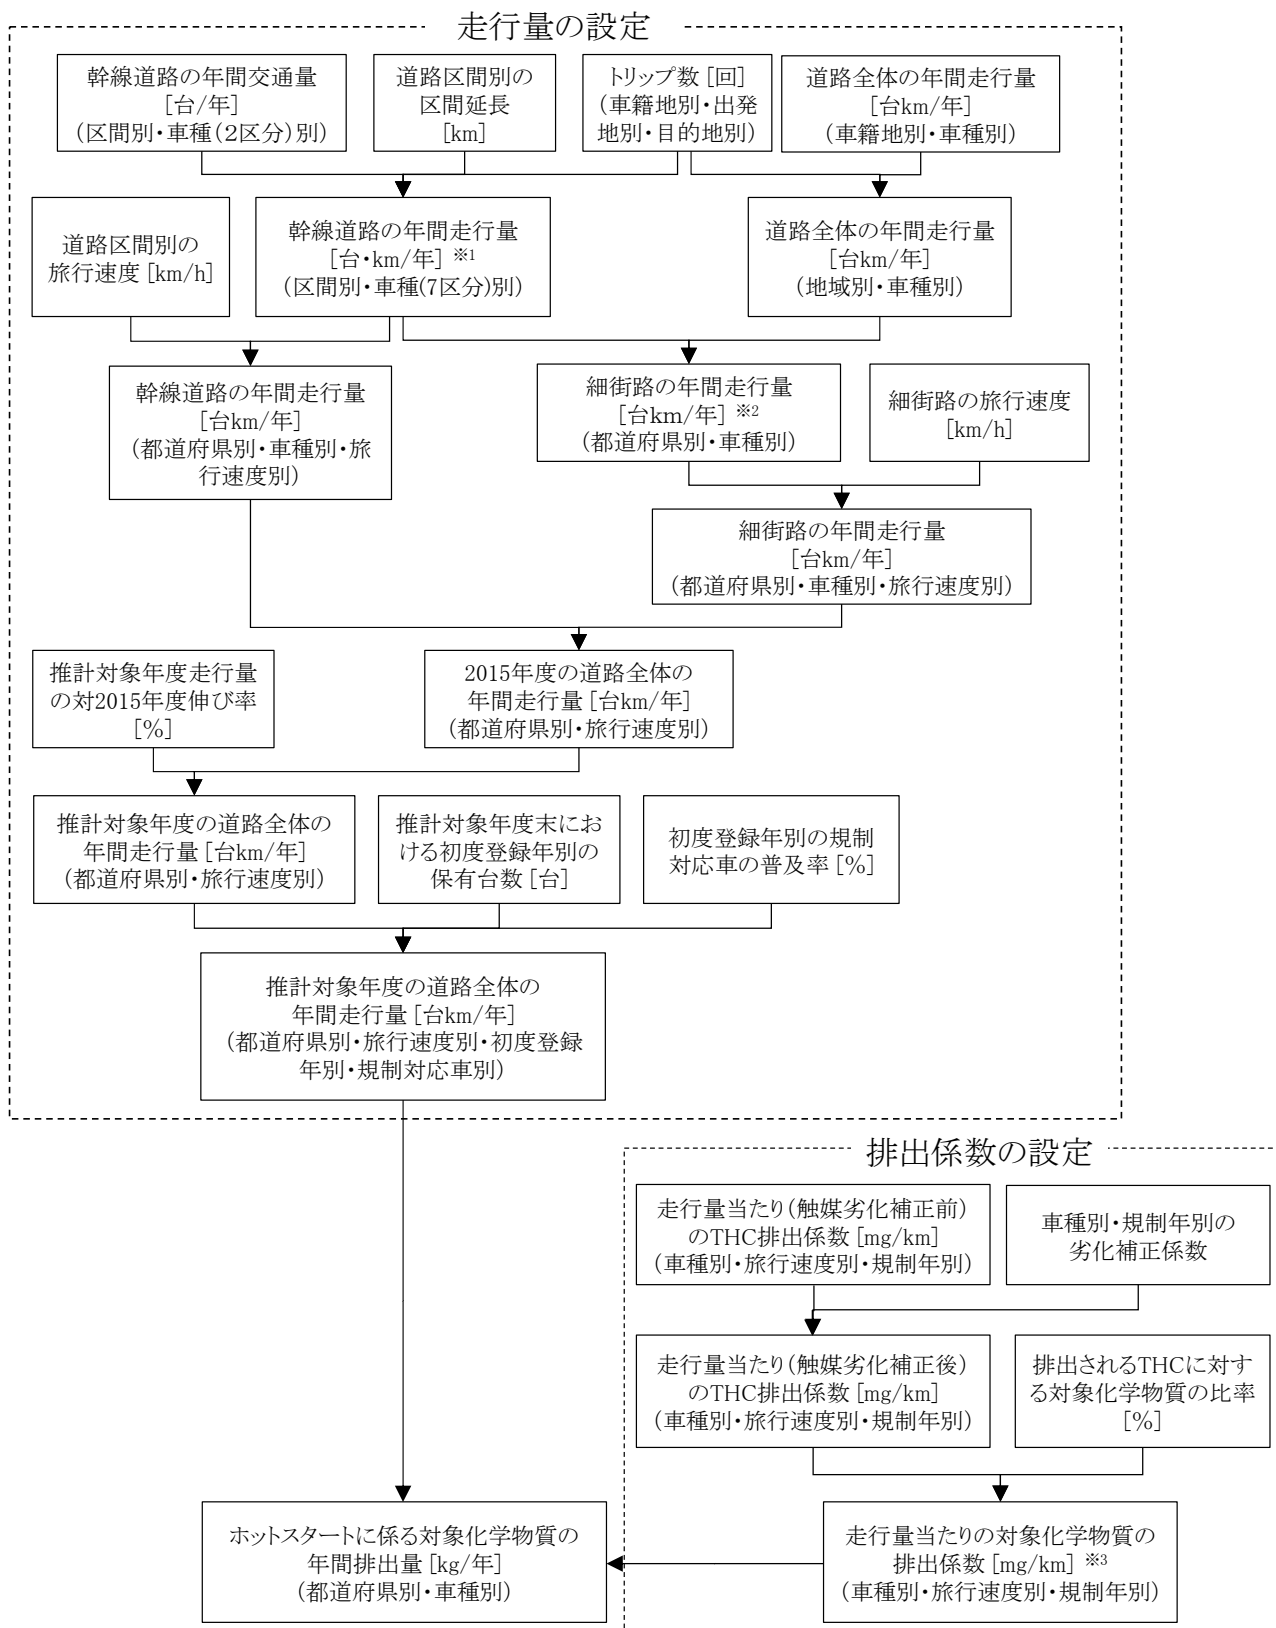 走行量の設定
幹線道路の年間交通量
[台/年]
(区間別・車種(2区分)別)
道路区間別の
区間延長
[km]
トリップ数[回]
(車籍地別・出発
地別・目的地別)
道路全体の年間走行量
[台km/年]
(車籍地別・車種別)
道路区間別の
旅行速度[km/h]
幹線道路の年間走行量
[台・km/年] ※1
(区間別・車種(7区分)別)
道路全体の年間走行量
[台km/年]
(地域別・車種別)
幹線道路の年間走行量
[台km/年]
(都道府県別・車種別・旅
行速度別)
細街路の年間走行量
[台km/年] ※2
(都道府県別・車種別)
細街路の旅行速度
[km/h]
細街路の年間走行量
[台km/年]
(都道府県別・車種別・旅行速度別)
推計対象年度走行量
の対2015年度伸び率
[%]
2015年度の道路全体の
年間走行量[台km/年]
(都道府県別・旅行速度別)
推計対象年度の道路全体の
年間走行量[台km/年]
(都道府県別・旅行速度別)
推計対象年度末にお
ける初度登録年別の
保有台数[台]
初度登録年別の規制
対応車の普及率[%]
推計対象年度の道路全体の
年間走行量[台km/年]
(都道府県別・旅行速度別・初度登録
年別・規制対応車別)
排出係数の設定
走行量当たり(触媒劣化補正前)
のTHC排出係数[mg/km]
(車種別・旅行速度別・規制年別)
車種別・規制年別の
劣化補正係数
走行量当たり(触媒劣化補正後)
のTHC排出係数[mg/km]
(車種別・旅行速度別・規制年別)
排出されるTHCに対す
る対象化学物質の比率
[%]
ホットスタートに係る対象化学物質の
年間排出量[kg/年]
(都道府県別・車種別)
走行量当たりの対象化学物質の
排出係数[mg/km] ※3
(車種別・旅行速度別・規制年別)